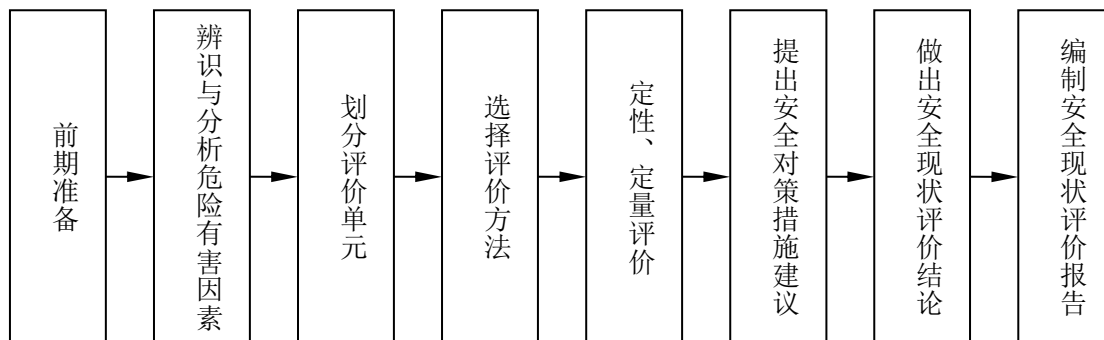 前期准备
辨识与分析危险有害因素
划分评价单元
选择评价方法
定性、定量评价
提出安全对策措施建议
做出安全现状评价结论
编制安全现状评价报告